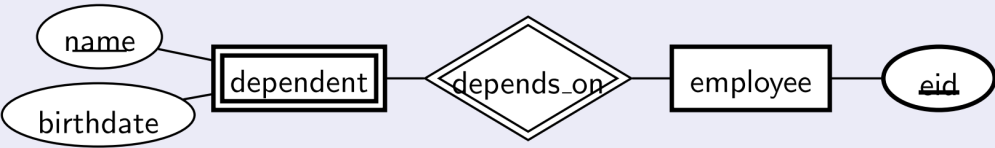 name
dependent
depends_on
employee
eid
birthdate